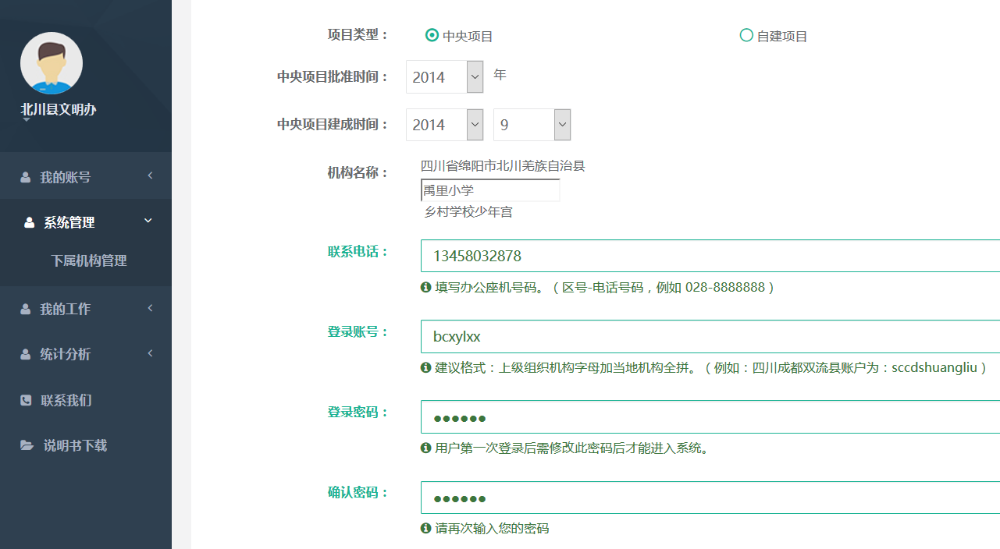 北川县文明办
我的账号
系统管理
下属机构管理
我的工作
统计分析
联系我们
说明书下载
项目类型： 中央项目 自建项目
中央项目批准时间： 2014 年
中央项目建成时间： 2014 9
机构名称： 四川省绵阳市北川羌族自治县
禹里小学
乡村学校少年宫
联系电话： 13458032878
填写办公座机号码。（区号-电话号码，例如 028-8888888）
登录账号： bcxylxx
建议格式：上级组织机构字母加当地机构全拼。（例如：四川成都双流县账户为：sccdshuangliu）
登录密码： ●●●●●●
用户第一次登录后需修改此密码后才能进入系统。
确认密码： ●●●●●●
请再次输入您的密码